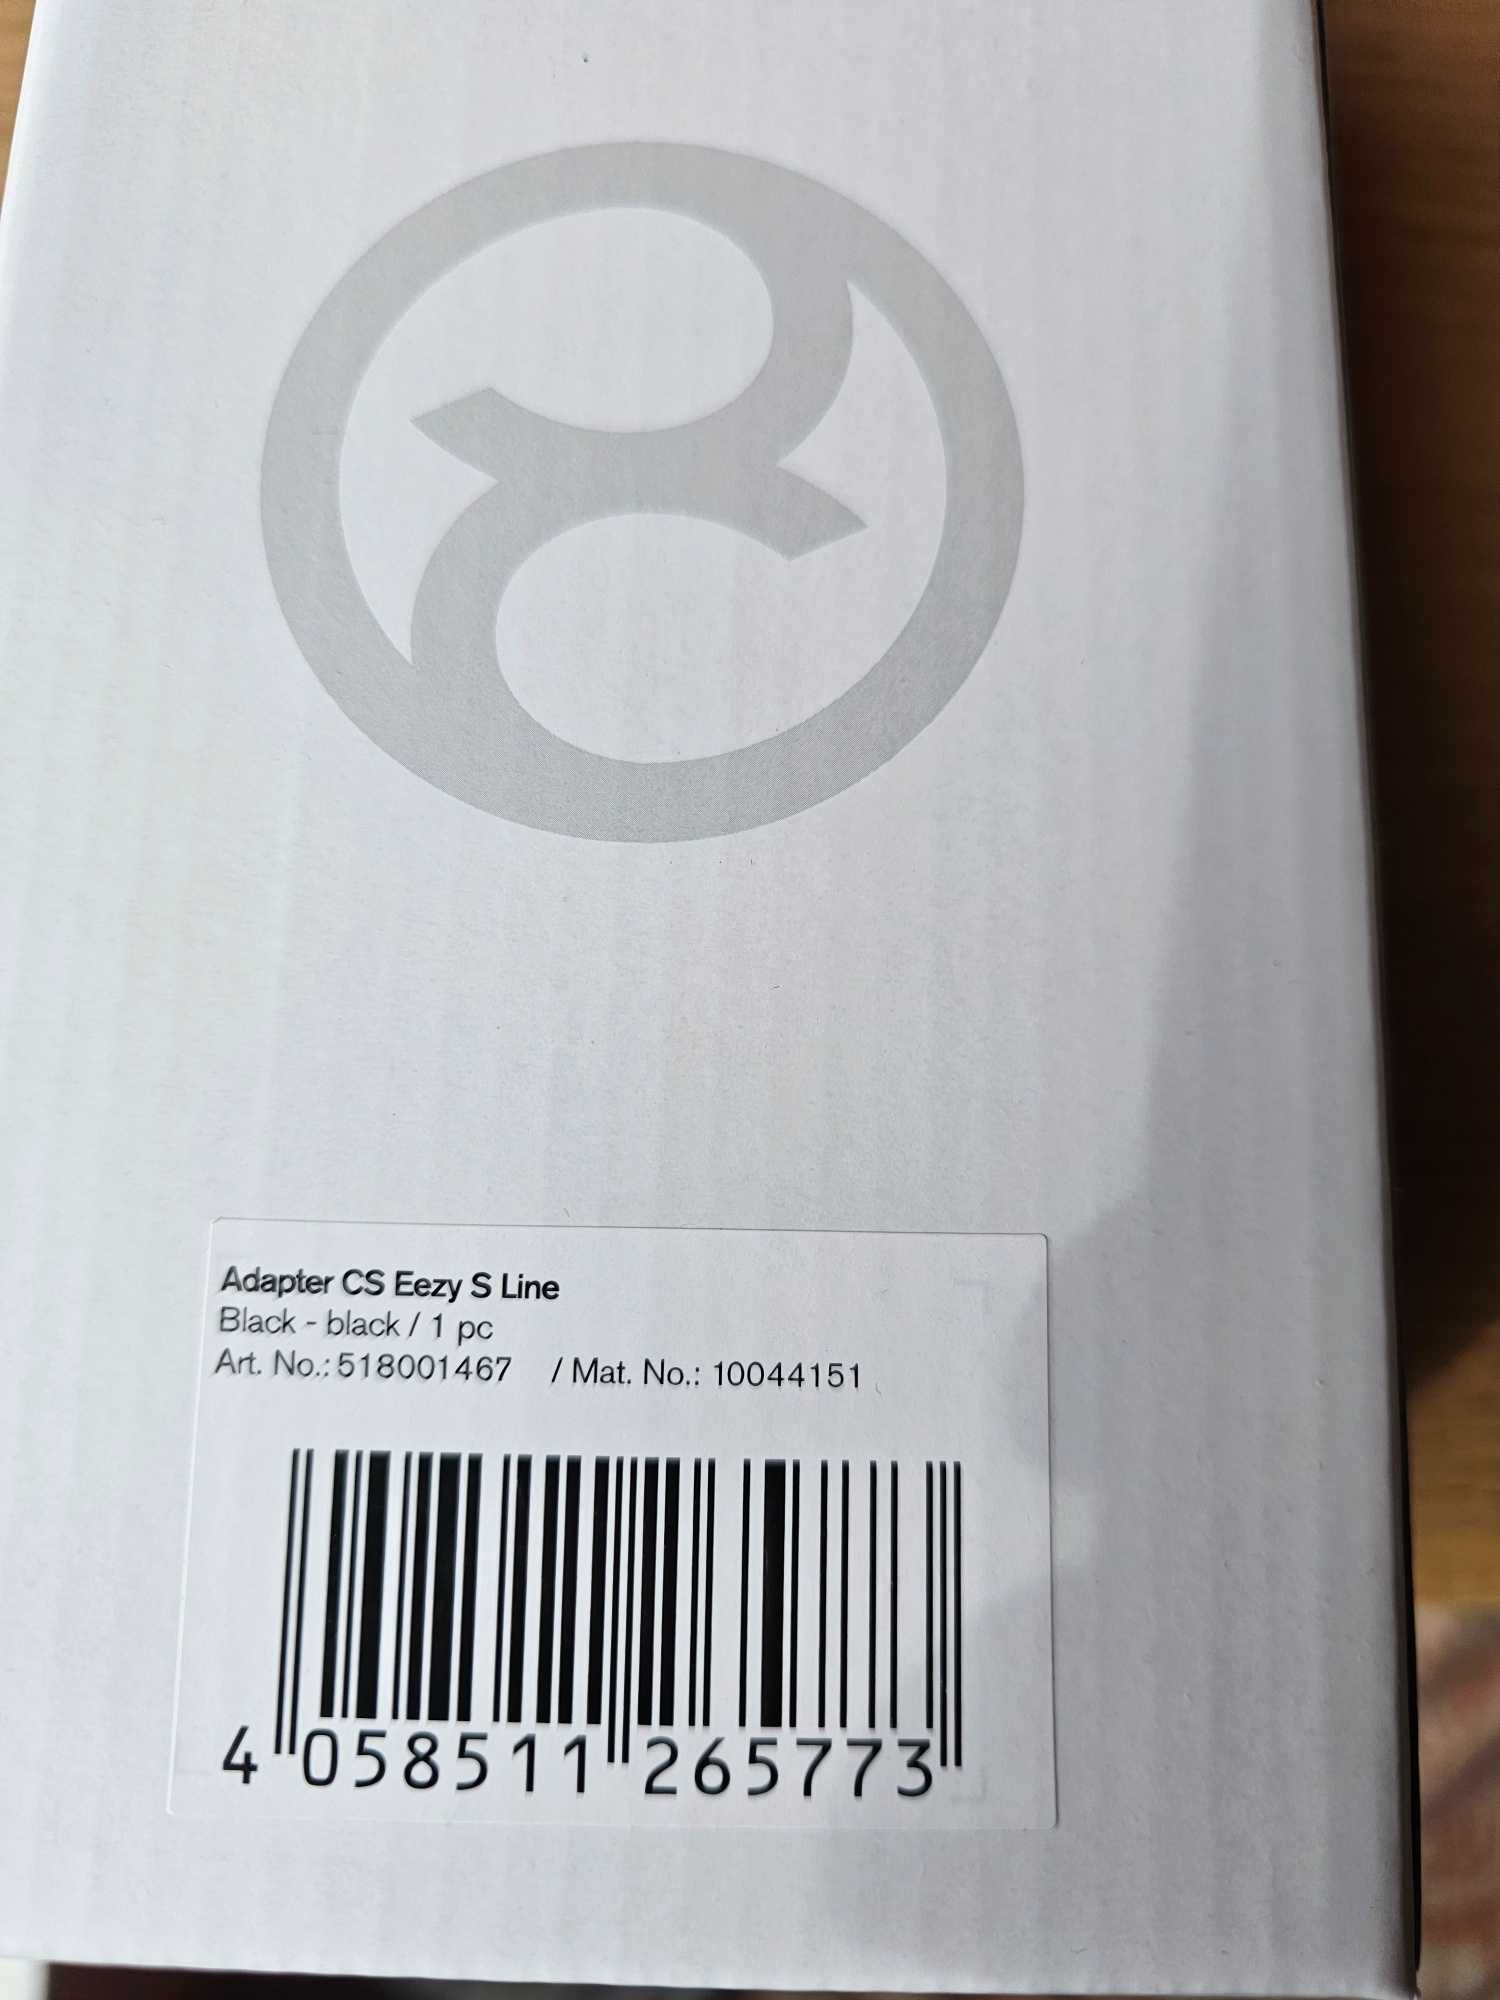 Adapter CS Eezy S Line
Black - black / 1 pc
Art. No.: 518001467 / Mat. No.: 10044151
4 058511 265773